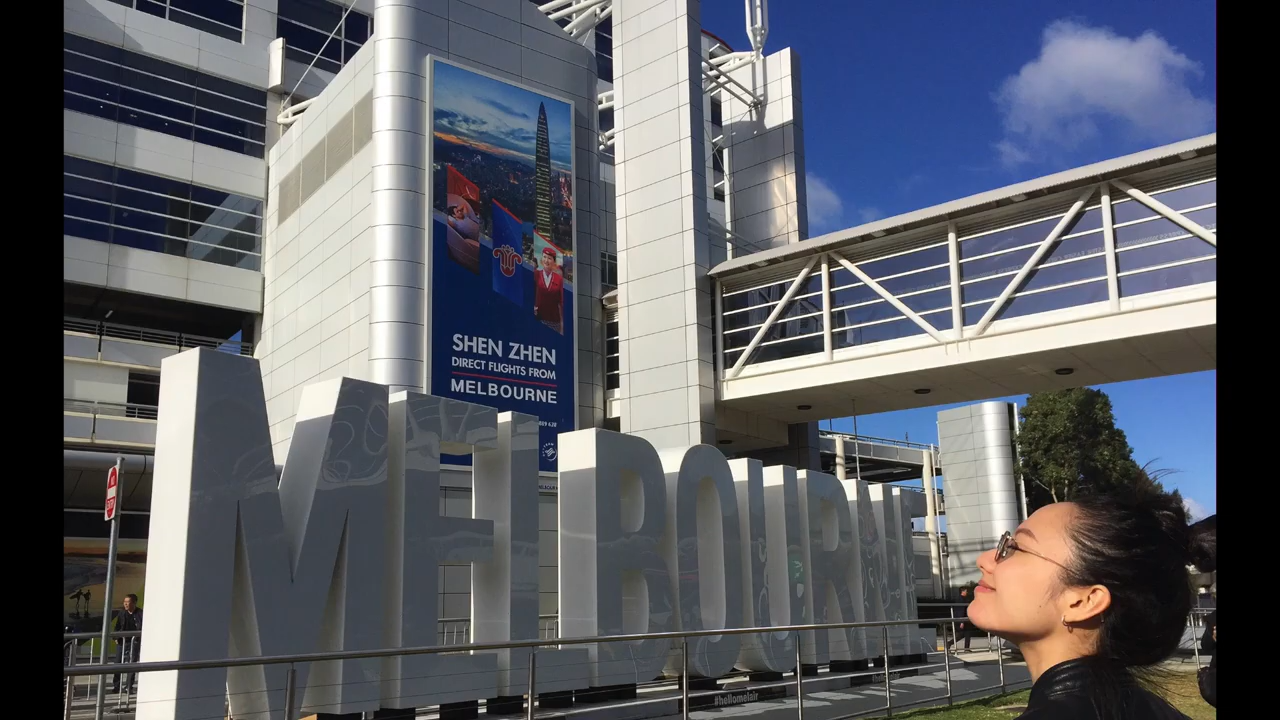 SHEN ZHEN
DIRECT FLIGHTS FROM
MELBOURNE
MELBOURNE
#hellomelair